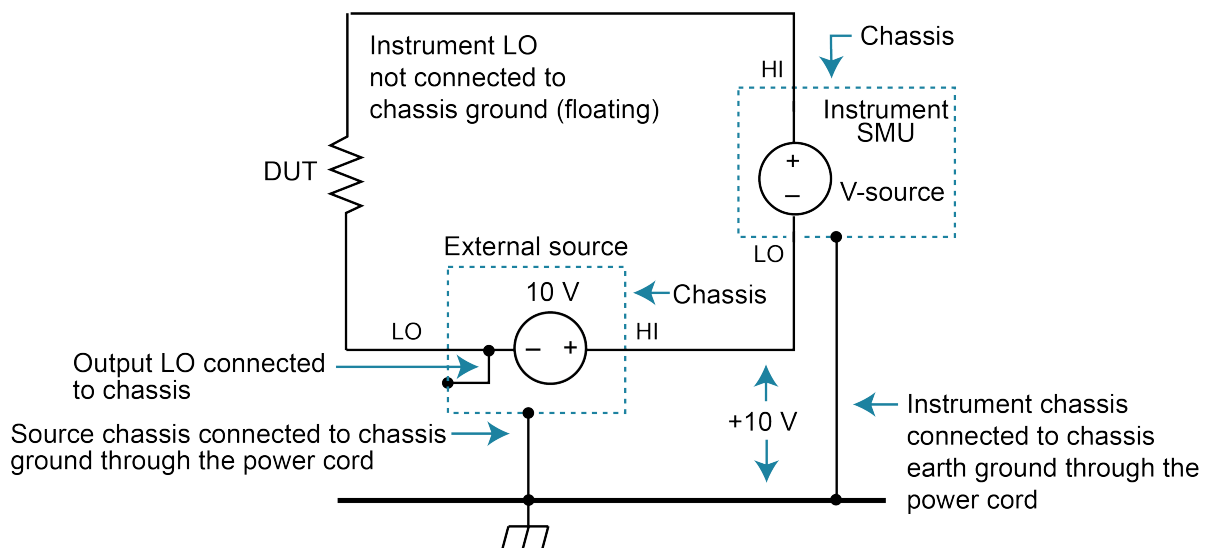 Instrument LO
not connected to
chassis ground (floating)
Chassis
HI
Instrument
SMU
+
–
V-source
DUT
LO
External source
10 V
Chassis
LO
– +
HI
Output LO connected
to chassis
+10 V
Source chassis connected to chassis
ground through the power cord
Instrument chassis
connected to chassis
earth ground through the
power cord